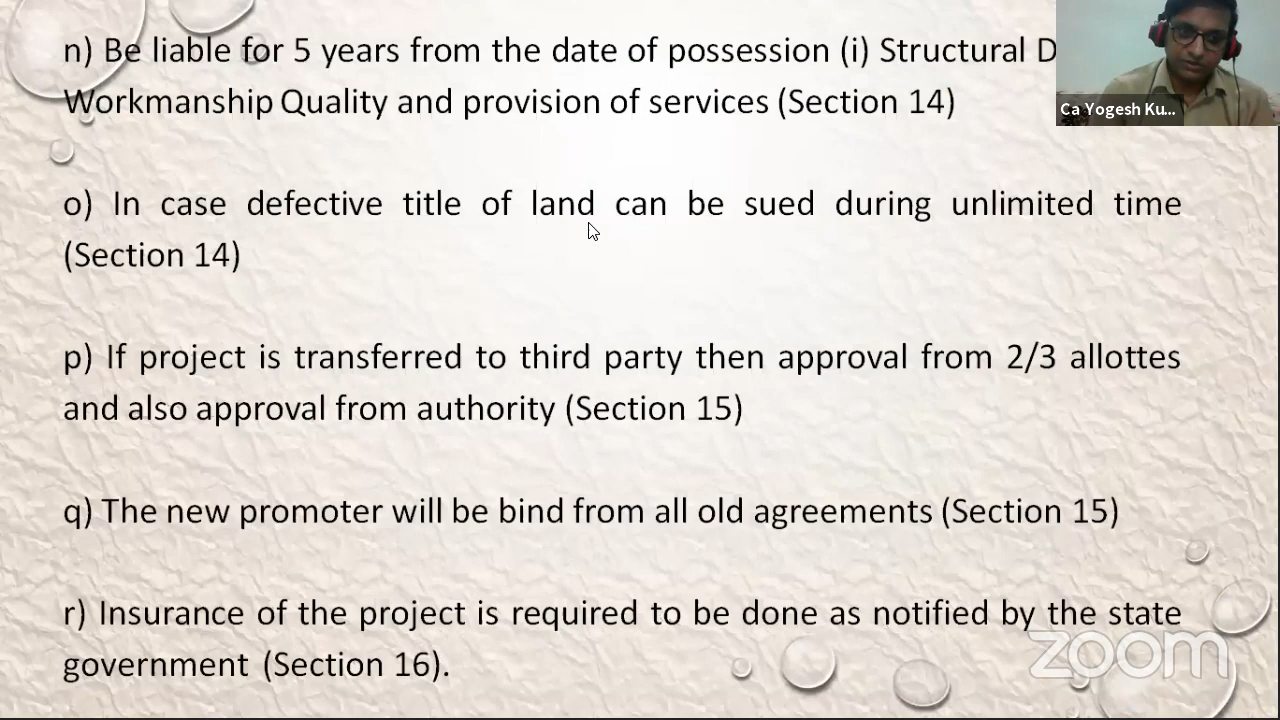 n) Be liable for 5 years from the date of possession (i) Structural
Workmanship Quality and provision of services (Section 14)
o) In case defective title of land can be sued during unlimited time
(Section 14)
p) If project is transferred to third party then approval from 2/3 allottes
and also approval from authority (Section 15)
q) The new promoter will be bind from all old agreements (Section 15)
r) Insurance of the project is required to be done as notified by the state
government (Section 16).
Ca Yogesh Ku...
zoom